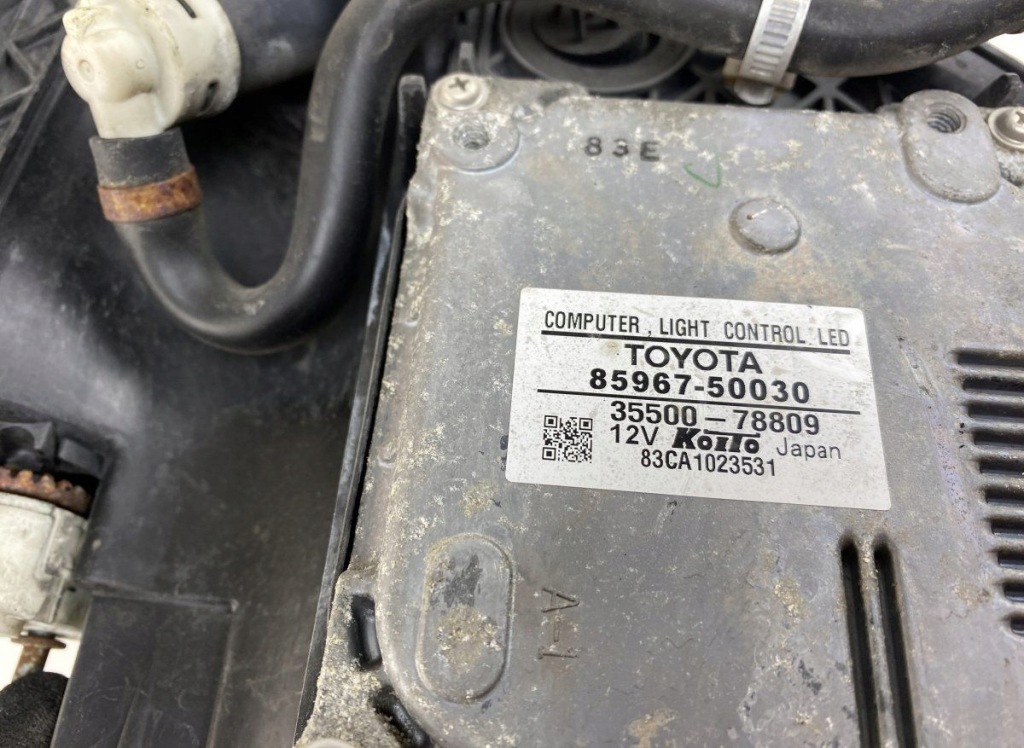 83E
COMPUTER , LIGHT CONTROL LED
TOYOTA
85967-50030
35500-78809
12V KOITO Japan
83CA1023531
A-1